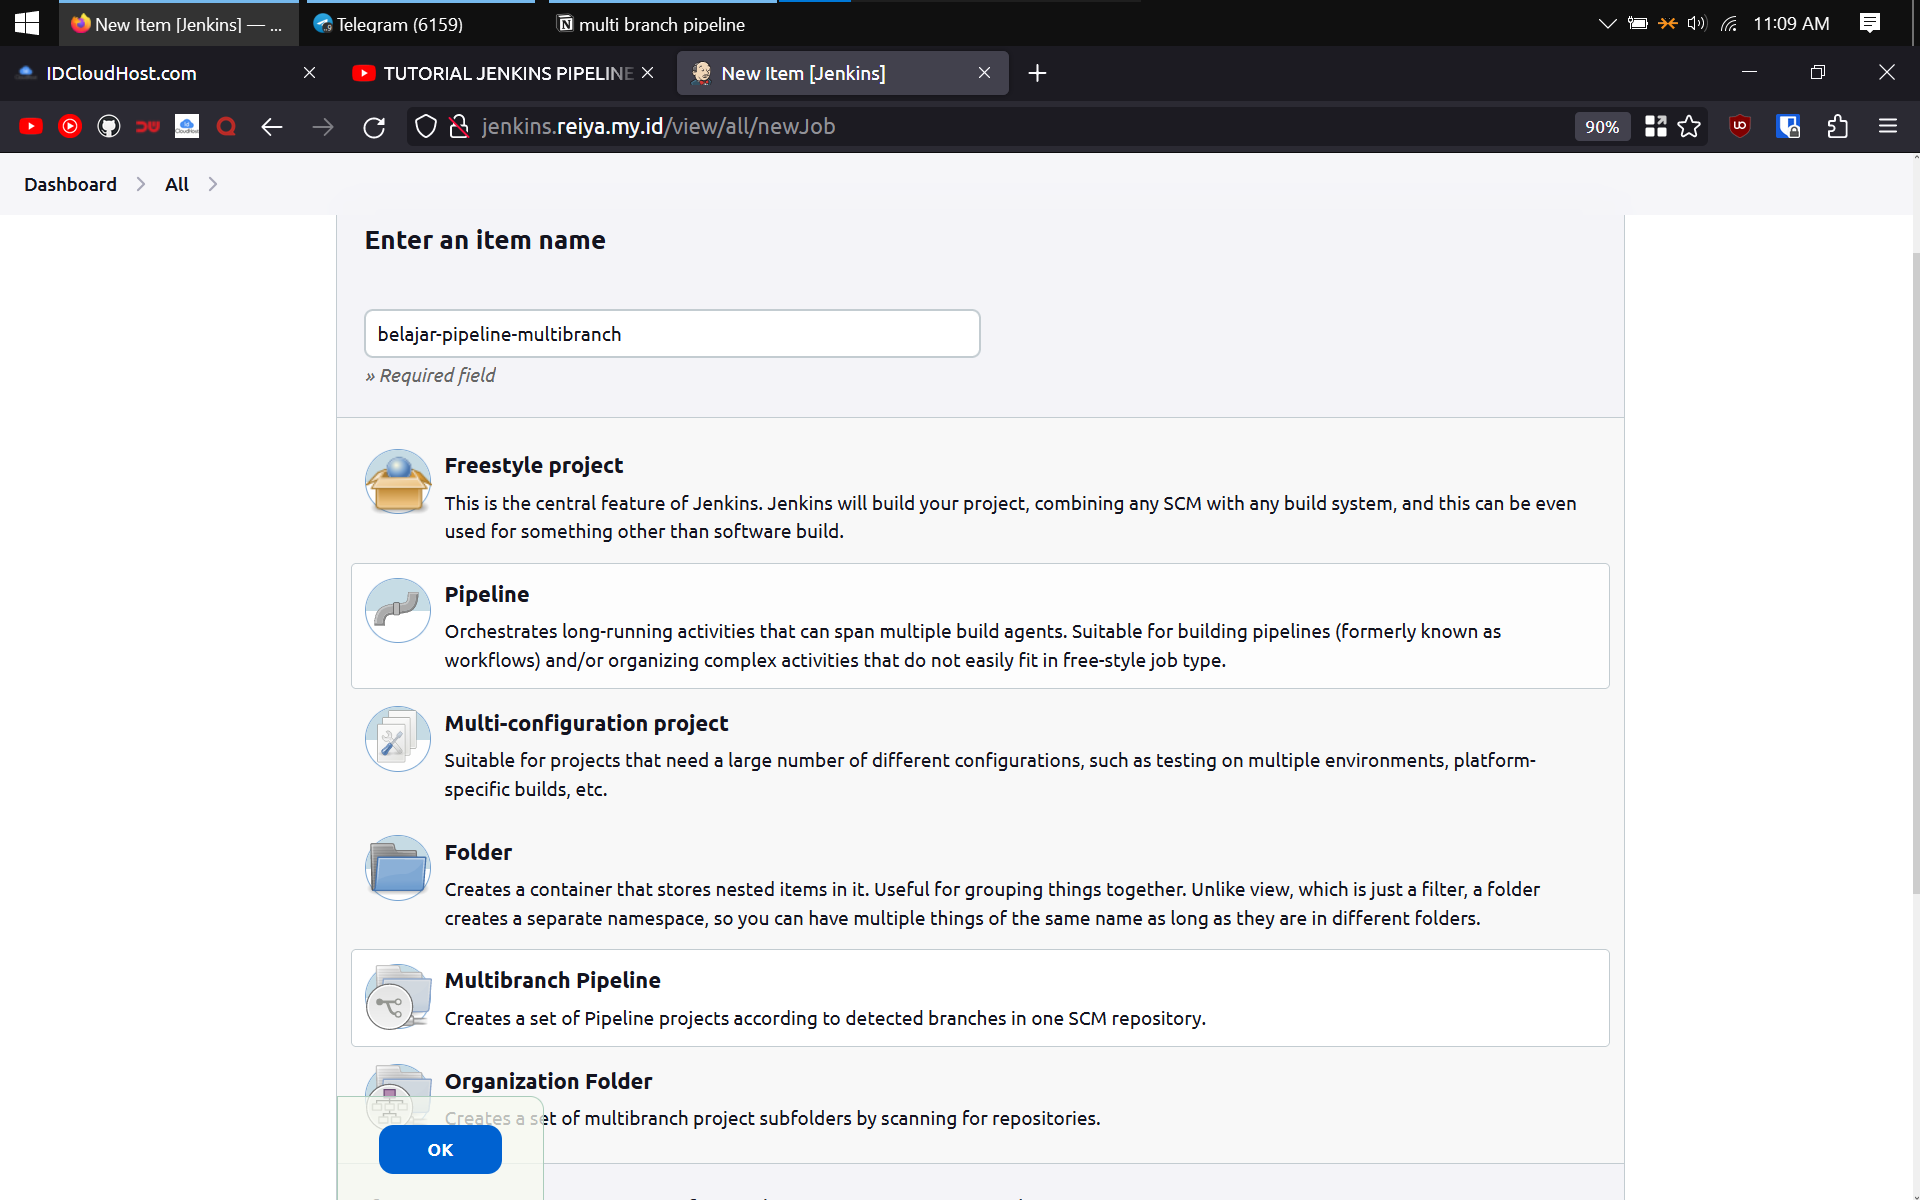 New Item [Jenkins] — ...
Telegram (6159)
multi branch pipeline
11:09 AM
IDCloudHost.com
TUTORIAL JENKINS PIPELINE
New Item [Jenkins]
jenkins.reiya.my.id/view/all/newJob
90%
Dashboard
All
Enter an item name
belajar-pipeline-multibranch
» Required field
Freestyle project
This is the central feature of Jenkins. Jenkins will build your project, combining any SCM with any build system, and this can be even
used for something other than software build.
Pipeline
Orchestrates long-running activities that can span multiple build agents. Suitable for building pipelines (formerly known as
workflows) and/or organizing complex activities that do not easily fit in free-style job type.
Multi-configuration project
Suitable for projects that need a large number of different configurations, such as testing on multiple environments, platform-
specific builds, etc.
Folder
Creates a container that stores nested items in it. Useful for grouping things together. Unlike view, which is just a filter, a folder
creates a separate namespace, so you can have multiple things of the same name as long as they are in different folders.
Multibranch Pipeline
Creates a set of Pipeline projects according to detected branches in one SCM repository.
Organization Folder
Creates a set of multibranch project subfolders by scanning for repositories.
OK